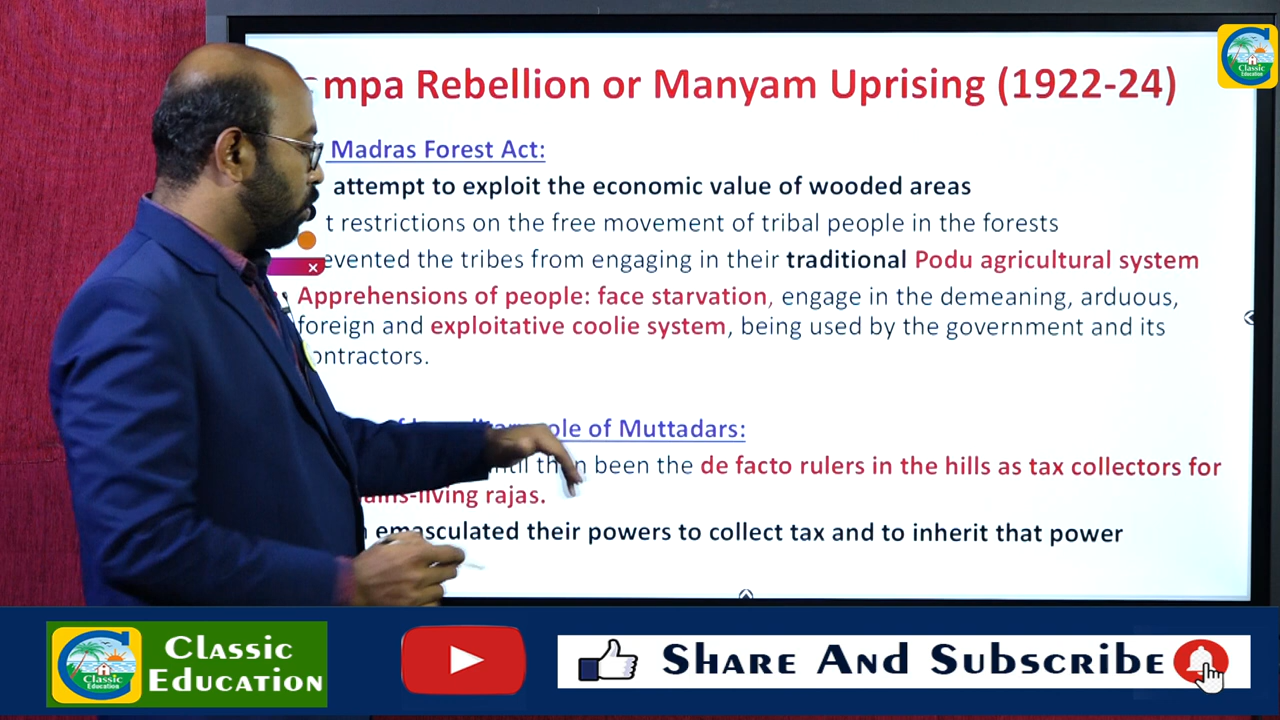 mpa Rebellion or Manyam Uprising (1922-24)
Madras Forest Act:
attempt to exploit the economic value of wooded areas
restrictions on the free movement of tribal people in the forests
evented the tribes from engaging in their traditional Podu agricultural system
Apprehensions of people: face starvation, engage in the demeaning, arduous,
foreign and exploitative coolie system, being used by the government and its
ontractors.
ole of Muttadars:
been the de facto rulers in the hills as tax collectors for
-living rajas.
emasculated their powers to collect tax and to inherit that power
Classic
Education
Classic
Education
Classic
Education
Share And Subscribe